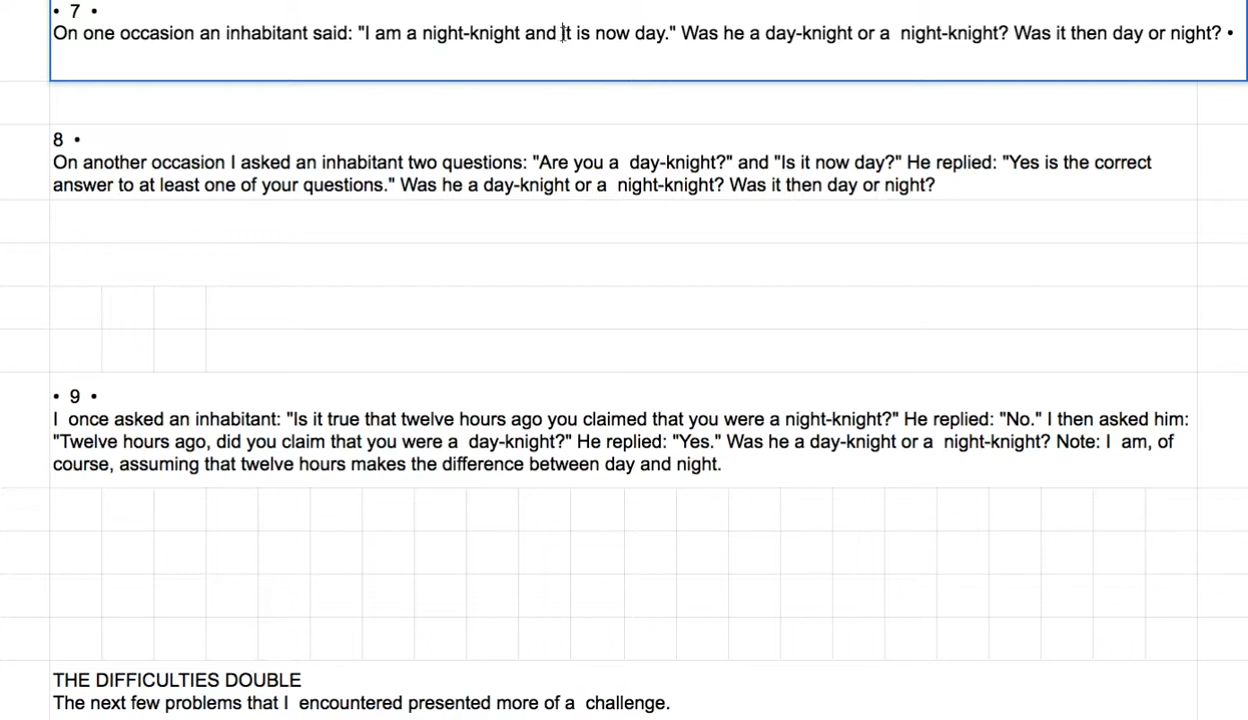 • 7 •
On one occasion an inhabitant said: "I am a night-knight and it is now day." Was he a day-knight or a night-knight? Was it then day or night? •
8 •
On another occasion I asked an inhabitant two questions: "Are you a day-knight?" and "Is it now day?" He replied: "Yes is the correct
answer to at least one of your questions." Was he a day-knight or a night-knight? Was it then day or night?
• 9 •
I once asked an inhabitant: "Is it true that twelve hours ago you claimed that you were a night-knight?" He replied: "No." I then asked him:
"Twelve hours ago, did you claim that you were a day-knight?" He replied: "Yes." Was he a day-knight or a night-knight? Note: I am, of
course, assuming that twelve hours makes the difference between day and night.
THE DIFFICULTIES DOUBLE
The next few problems that I encountered presented more of a challenge.